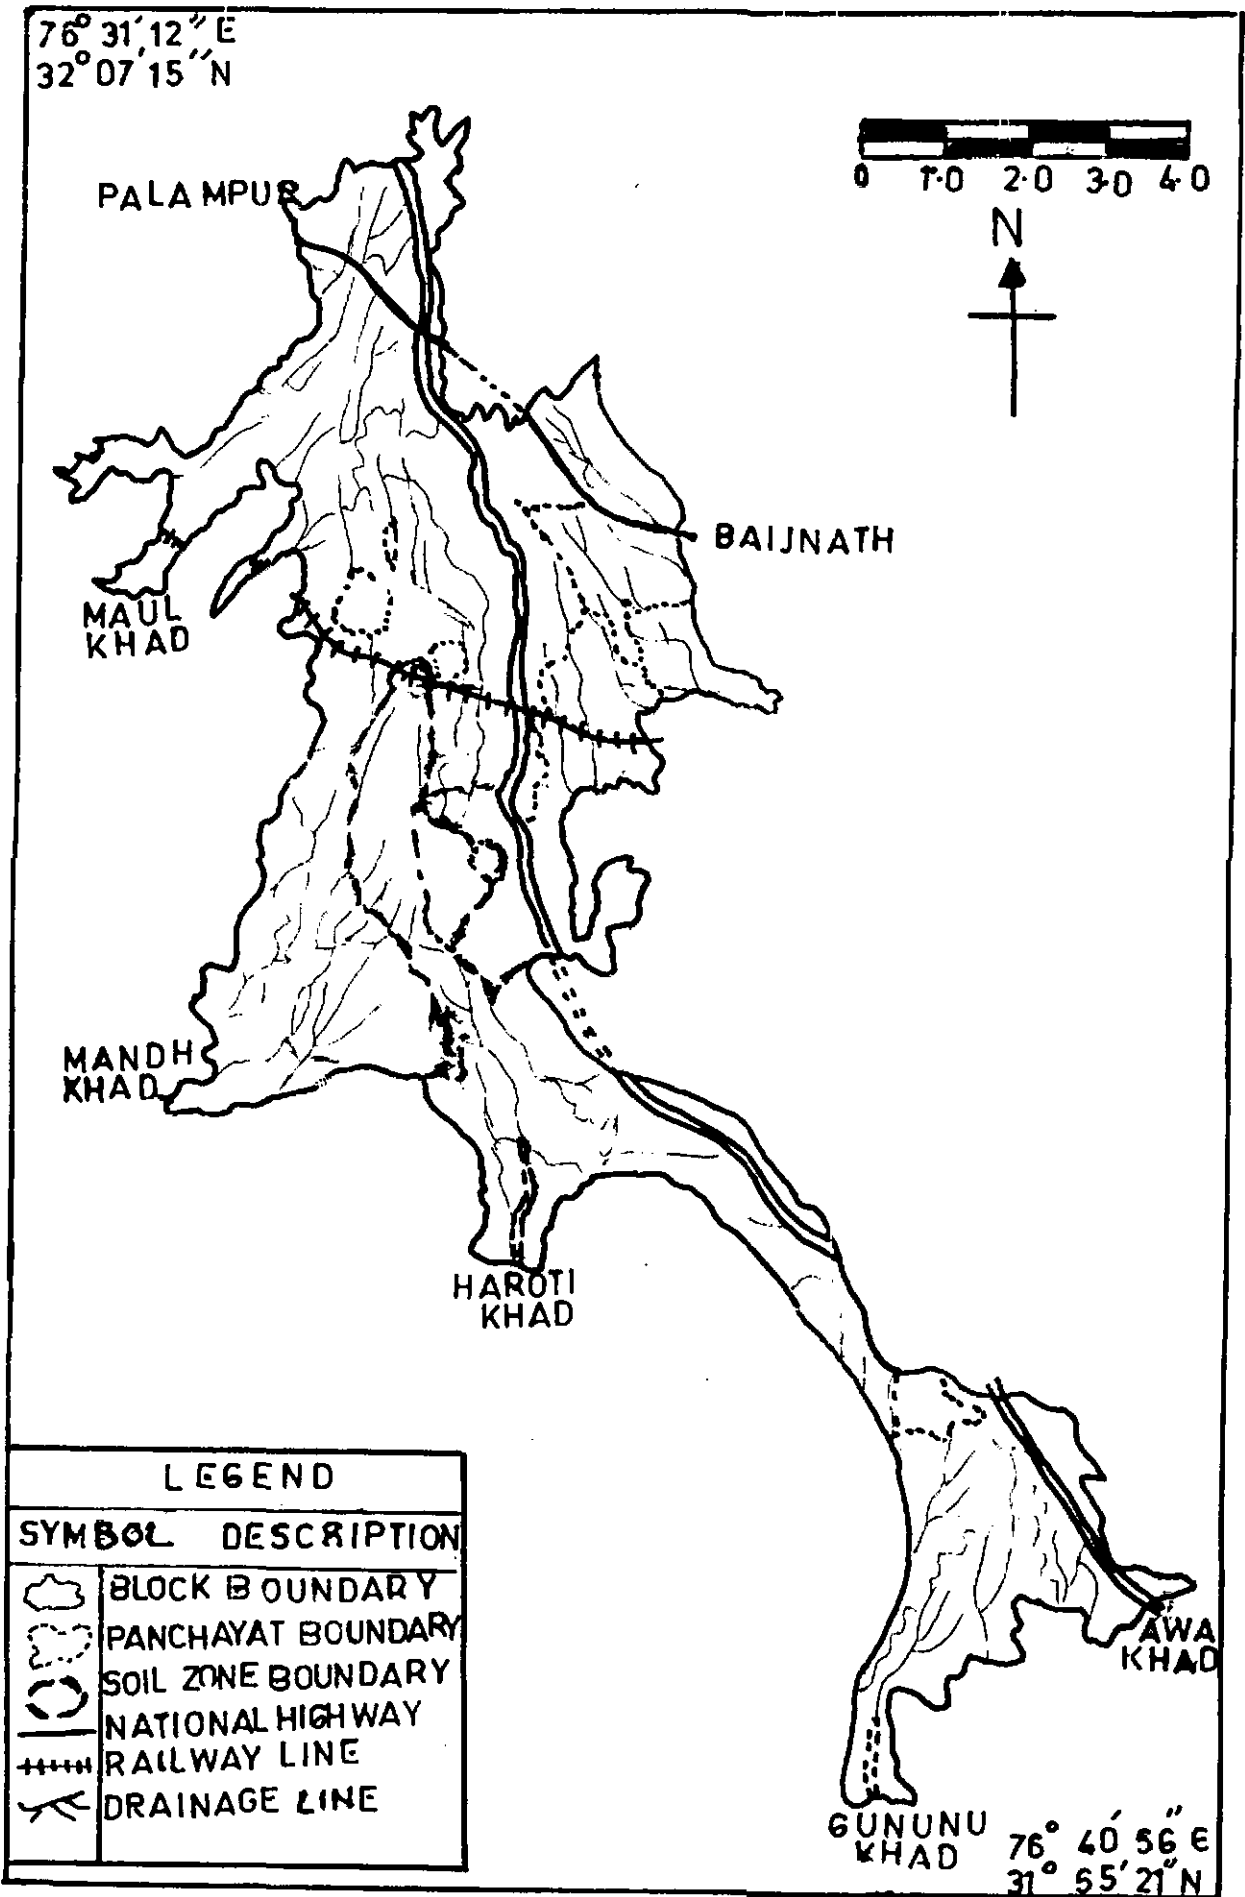 76° 31' 12" E
32° 07' 15" N
0 1·0 2·0 3·0 4·0
PALAMPUR
N
BAIJNATH
MAUL
KHAD
MANDH
KHAD
HAROTI
KHAD
AWA
KHAD
GUNUNU
KHAD
76° 40' 56" E
31° 55' 21" N
LEGEND
SYMBOL DESCRIPTION
BLOCK BOUNDARY
PANCHAYAT BOUNDARY
SOIL ZONE BOUNDARY
NATIONAL HIGHWAY
RAILWAY LINE
DRAINAGE LINE